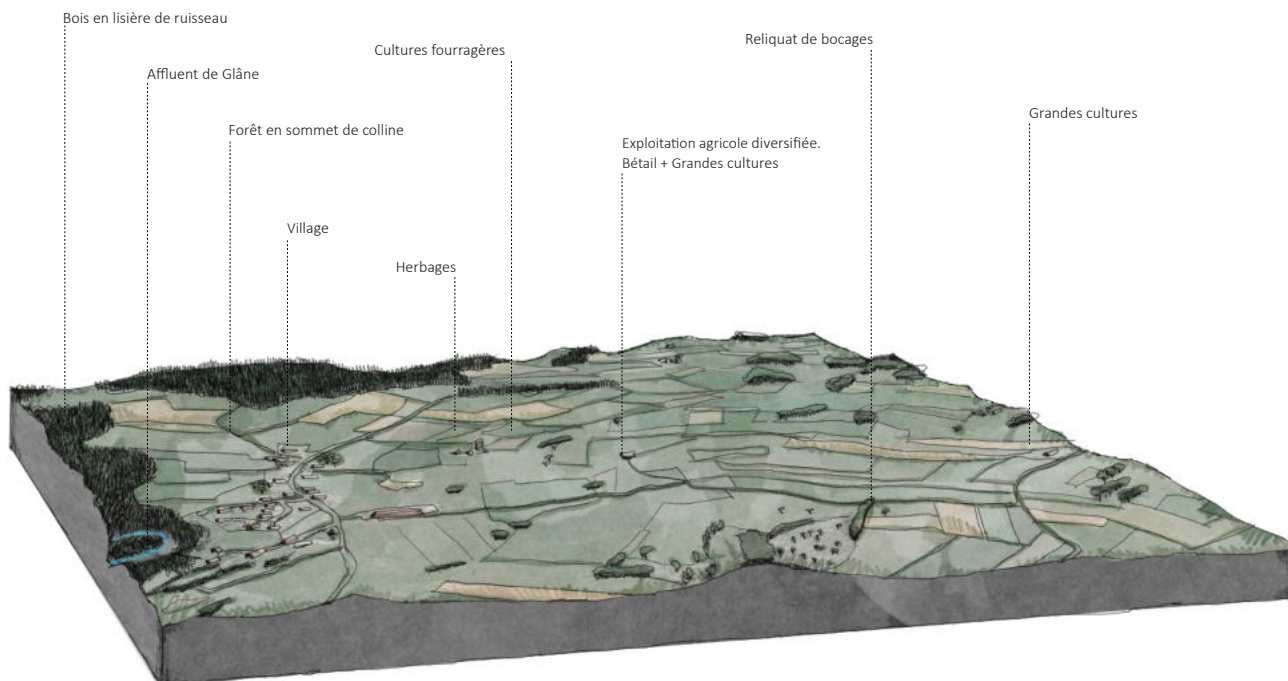 Bois en lisière de ruisseau
Affluent de Glâne
Forêt en sommet de colline
Village
Cultures fourragères
Herbages
Exploitation agricole diversifiée.
Bétail + Grandes cultures
Reliquat de bocages
Grandes cultures